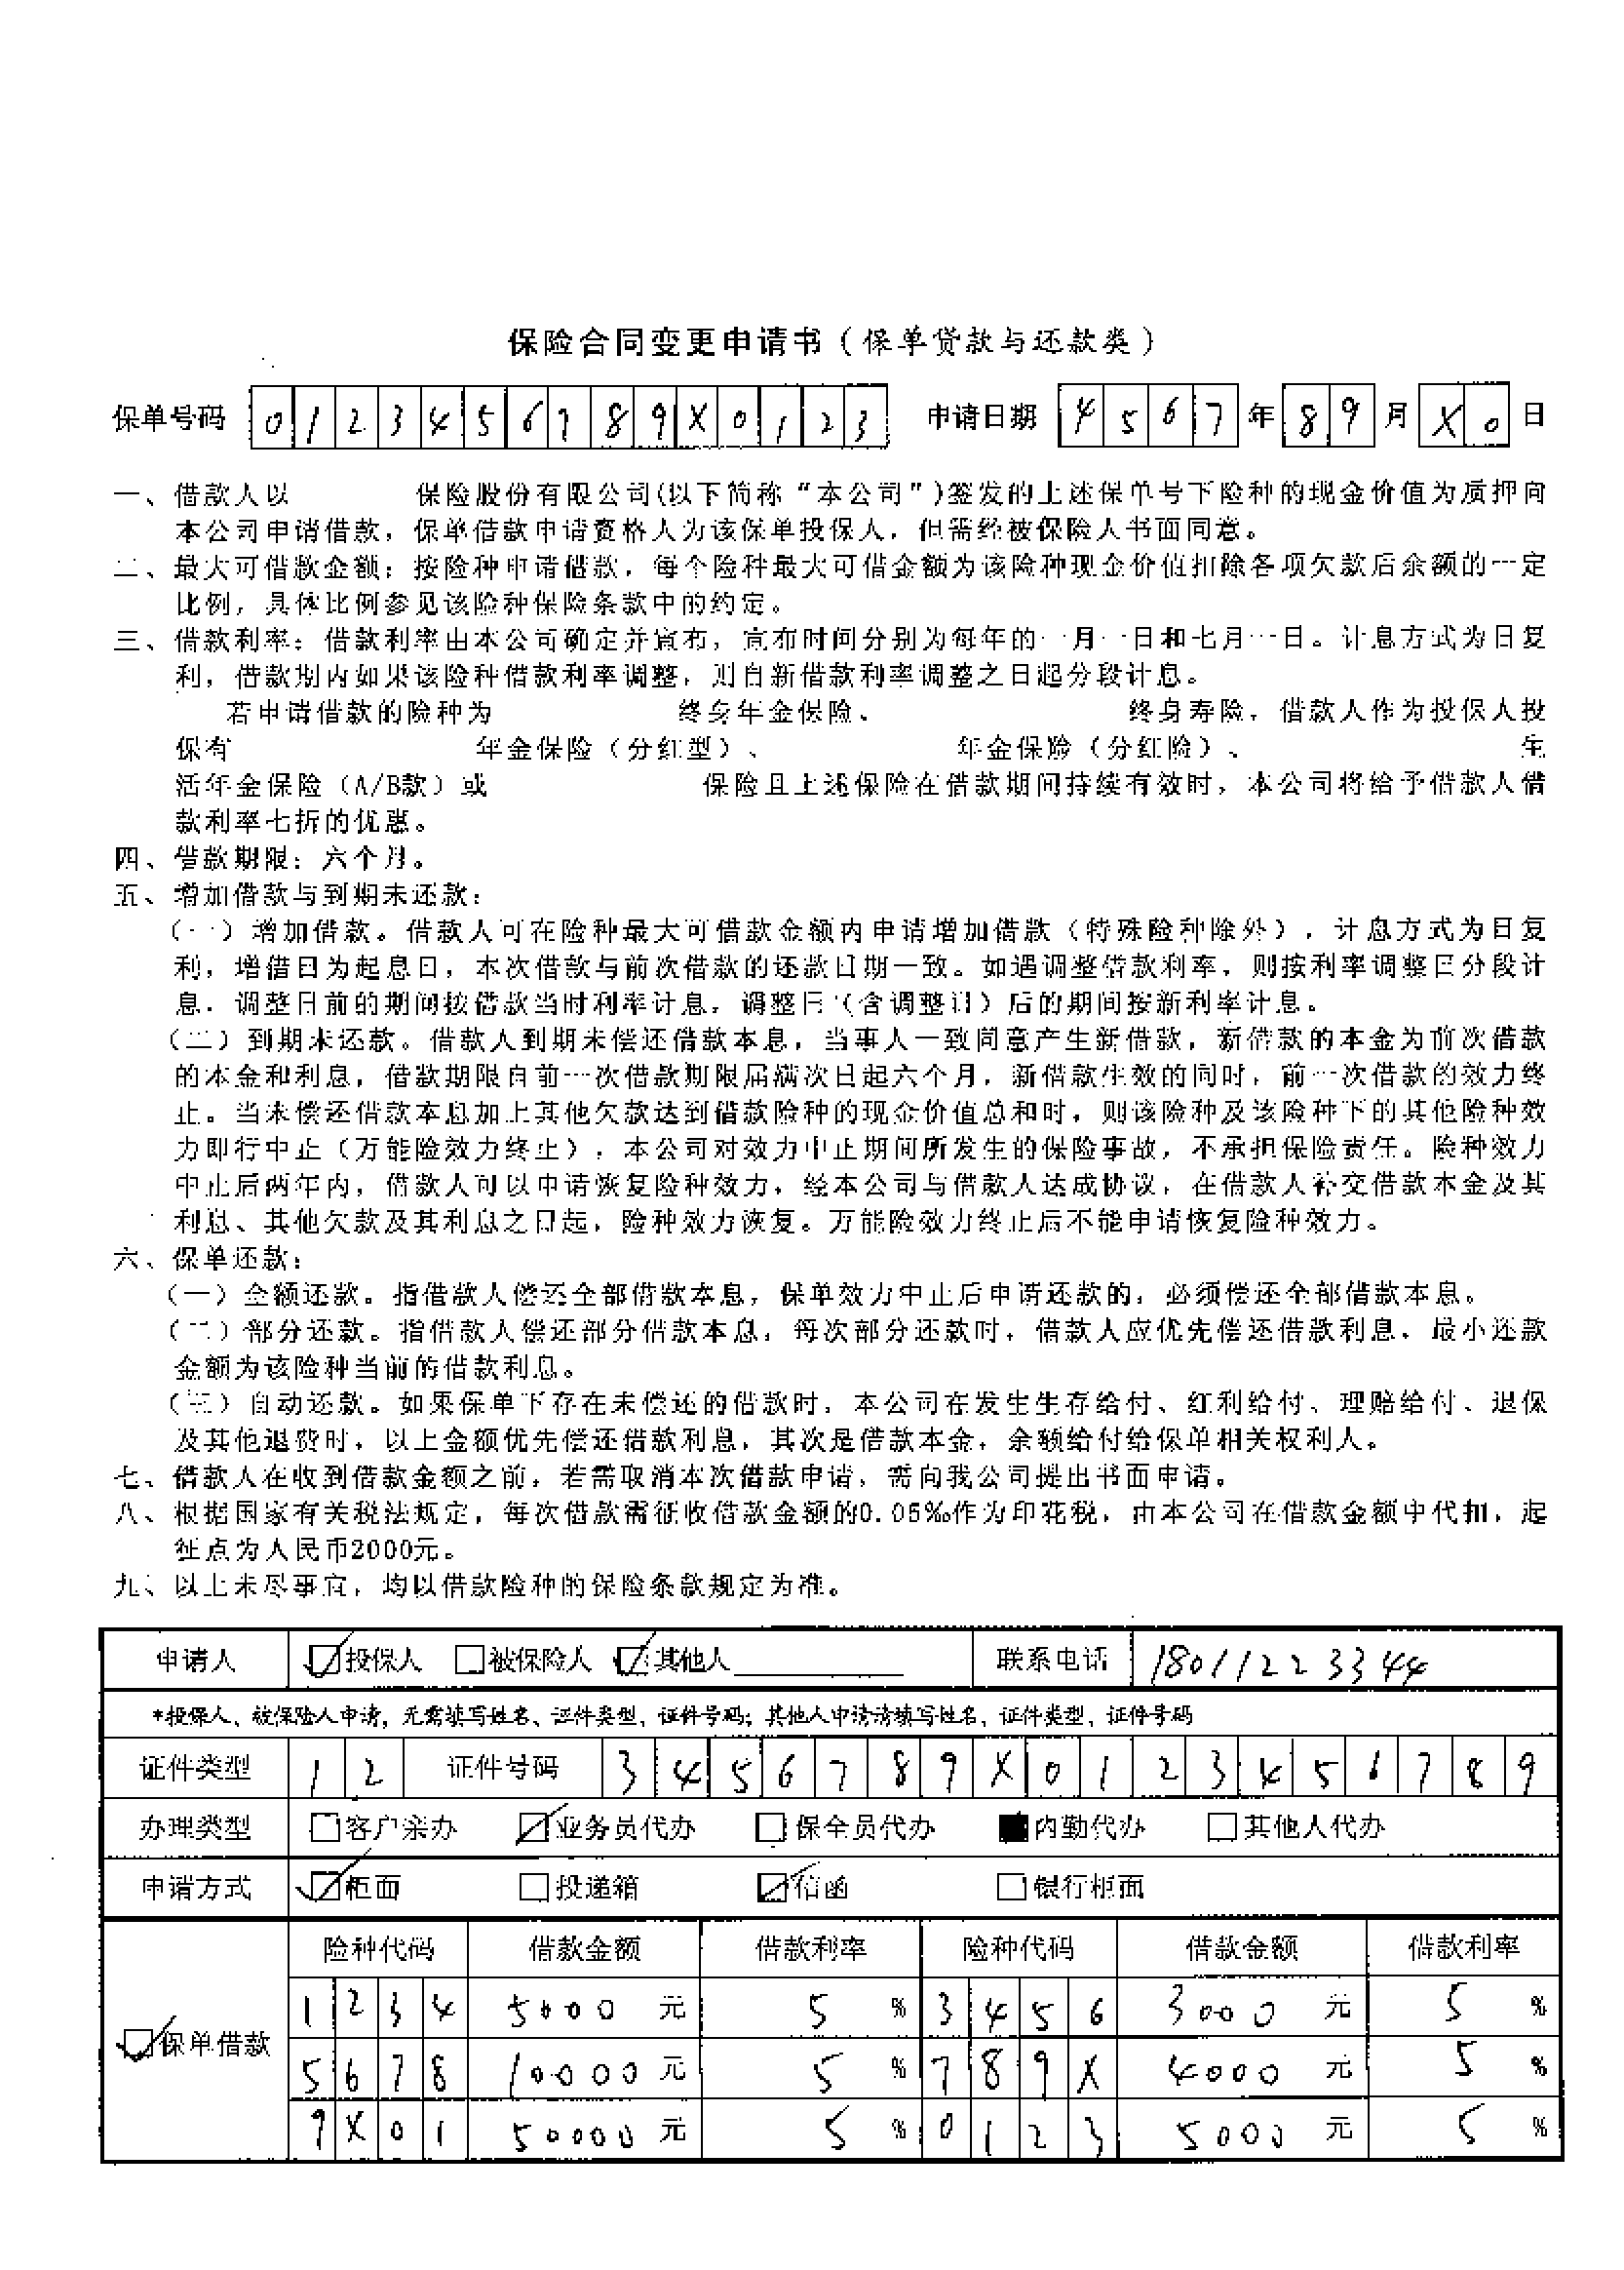 保险合同变更申请书（保单贷款与还款类）
保单号码 0 1 2 3 4 5 6 7 8 9 X 0 1 2 3 申请日期 4 5 6 7 年 8 9 月 X 0 日
一、借款人以 保险股份有限公司(以下简称“本公司”)签发的上述保单号下险种的现金价值为质押向
本公司申请借款，保单借款申请资格人为该保单投保人，但需经被保险人书面同意。
二、最大可借款金额：按险种申请借款，每个险种最大可借金额为该险种现金价值扣除各项欠款后余额的一定
比例，具体比例参见该险种保险条款中的约定。
三、借款利率：借款利率由本公司确定并宣布，宣布时间分别为每年的一月一日和七月一日。计息方式为日复
利，借款期内如果该险种借款利率调整，则自新借款利率调整之日起分段计息。
若申请借款的险种为 终身年金保险、 终身寿险，借款人作为投保人投
保有 年金保险（分红型）、 年金保险（分红险）、 生
活年金保险（A/B款）或 保险且上述保险在借款期间持续有效时，本公司将给予借款人借
款利率七折的优惠。
四、借款期限：六个月。
五、增加借款与到期未还款：
（一）增加借款。借款人可在险种最大可借款金额内申请增加借款（特殊险种除外），计息方式为日复
利，增借日为起息日，本次借款与前次借款的还款日期一致。如遇调整借款利率，则按利率调整日分段计
息，调整日前的期间按借款当时利率计息，调整日（含调整日）后的期间按新利率计息。
（二）到期未还款。借款人到期未偿还借款本息，当事人一致同意产生新借款，新借款的本金为前次借款
的本金和利息，借款期限自前一次借款期限届满次日起六个月，新借款生效的同时，前一次借款的效力终
止。当未偿还借款本息加上其他欠款达到借款险种的现金价值总和时，则该险种及该险种下的其他险种效
力即行中止（万能险效力终止），本公司对效力中止期间所发生的保险事故，不承担保险责任。险种效力
中止后两年内，借款人可以申请恢复险种效力，经本公司与借款人达成协议，在借款人补交借款本金及其
利息、其他欠款及其利息之日起，险种效力恢复。万能险效力终止后不能申请恢复险种效力。
六、保单还款：
（一）全额还款。指借款人偿还全部借款本息，保单效力中止后申请还款的，必须偿还全部借款本息。
（二）部分还款。指借款人偿还部分借款本息，每次部分还款时，借款人应优先偿还借款利息，最小还款
金额为该险种当前的借款利息。
（三）自动还款。如果保单下存在未偿还的借款时，本公司在发生生存给付、红利给付、理赔给付、退保
及其他退费时，以上金额优先偿还借款利息，其次是借款本金，余额给付给保单相关权利人。
七、借款人在收到借款金额之前，若需取消本次借款申请，需向我公司提出书面申请。
八、根据国家有关税法规定，每次借款需征收借款金额的0.05‰作为印花税，由本公司在借款金额中代扣，起
征点为人民币2000元。
九、以上未尽事宜，均以借款险种的保险条款规定为准。
申请人 投保人 被保险人 其他人 联系电话 18011223344
*投保人、被保险人申请，无需填写姓名、证件类型，证件号码；其他人申请请填写姓名，证件类型，证件号码
证件类型 1 2 证件号码 3 4 5 6 7 8 9 X 0 1 2 3 4 5 6 7 8 9
办理类型 客户亲办 业务员代办 保全员代办 内勤代办 其他人代办
申请方式 柜面 投递箱 信函 银行柜面
险种代码 借款金额 借款利率 险种代码 借款金额 借款利率
1 2 3 4 5000 元 5 % 3 4 5 6 3000 元 5 %
保单借款
5 6 7 8 10000 元 5 % 7 8 9 X 4000 元 5 %
9 X 0 1 50000 元 5 % 0 1 2 3 5000 元 5 %